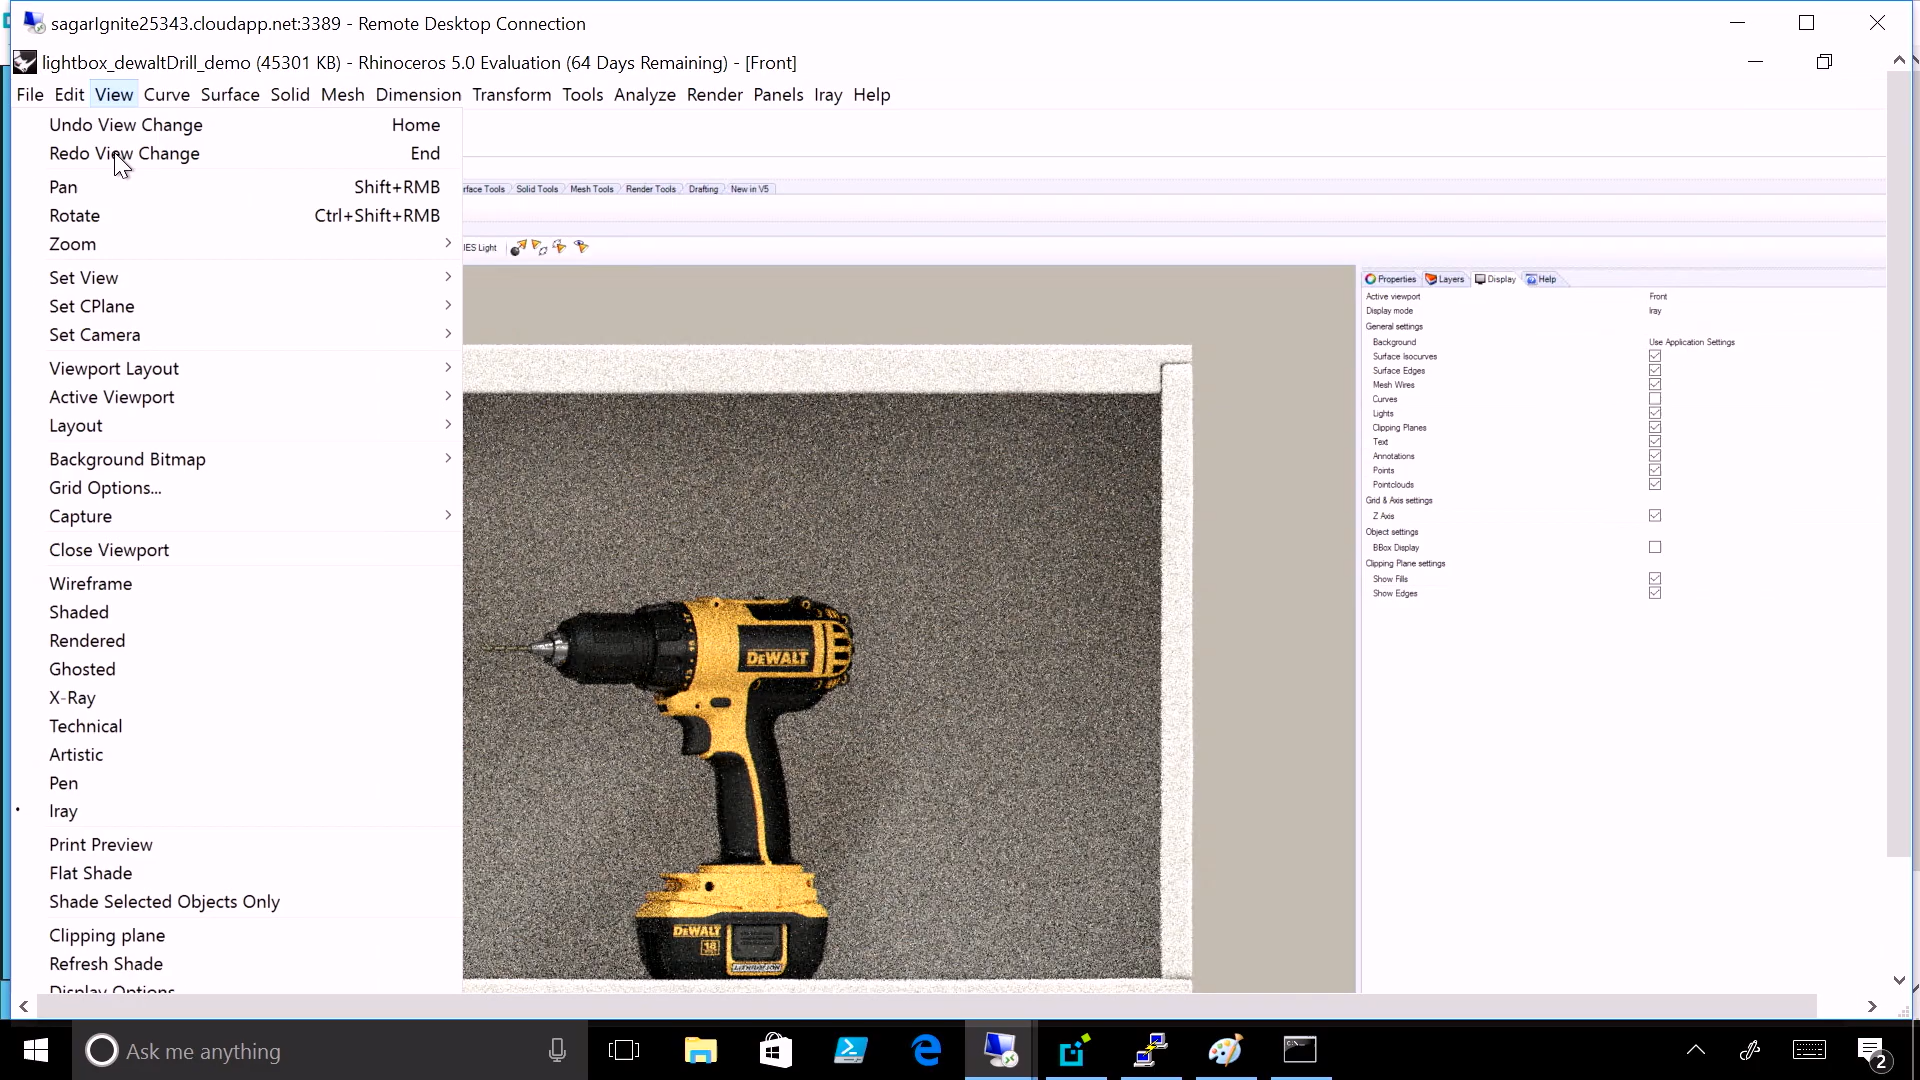 sagarIgnite25343.cloudapp.net:3389 - Remote Desktop Connection
lightbox_dewaltDrill_demo (45301 KB) - Rhinoceros 5.0 Evaluation (64 Days Remaining) - [Front]
File Edit View Curve Surface Solid Mesh Dimension Transform Tools Analyze Render Panels Iray Help
Undo View Change Home
Redo View Change End
Pan Shift+RMB
Rotate Ctrl+Shift+RMB
Zoom
Set View
Set CPlane
Set Camera
Viewport Layout
Active Viewport
Layout
Background Bitmap
Grid Options...
Capture
Close Viewport
Wireframe
Shaded
Rendered
Ghosted
X-Ray
Technical
Artistic
Pen
Iray
Print Preview
Flat Shade
Shade Selected Objects Only
Clipping plane
Refresh Shade
Display Options
rface Tools Solid Tools Mesh Tools Render Tools Drafting New in V5
IES Light
DEWALT
DEWALT
18
Properties Layers Display Help
Active viewport Front
Display mode Iray
General settings
Background Use Application Settings
Surface Isocurves
Surface Edges
Mesh Wires
Curves
Lights
Clipping Planes
Text
Annotations
Points
Pointclouds
Grid & Axis settings
Z Axis
Object settings
BBox Display
Clipping Plane settings
Show Fills
Show Edges
Ask me anything
2